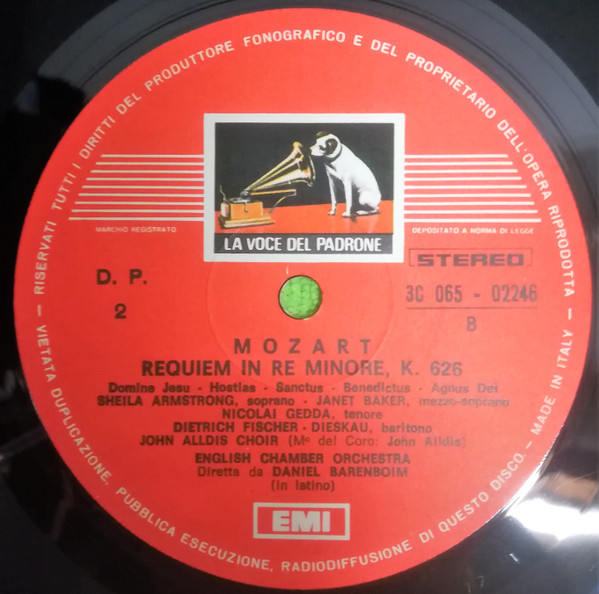 — RISERVATI TUTTI I DIRITTI DEL PRODUTTORE FONOGRAFICO E DEL PROPRIETARIO DELL'OPERA RIPRODOTTA — MADE IN ITALY —
VIETATA DUPLICAZIONE, PUBBLICA ESECUZIONE, RADIODIFFUSIONE DI QUESTO DISCO.
LA VOCE DEL PADRONE
MARCHIO REGISTRATO
DEPOSITATO A NORMA DI LEGGE
STEREO
D. P.
3C 065 - 02246
2
B
MOZART
REQUIEM IN RE MINORE, K. 626
Domine Jesu - Hostias - Sanctus - Benedictus - Agnus Dei
SHEILA ARMSTRONG, soprano - JANET BAKER, mezzo-soprano
NICOLAI GEDDA, tenore
DIETRICH FISCHER - DIESKAU, baritono
JOHN ALLDIS CHOIR (Mº del Coro: John Alldis)
ENGLISH CHAMBER ORCHESTRA
Diretta da DANIEL BARENBOIM
(in latino)
EMI